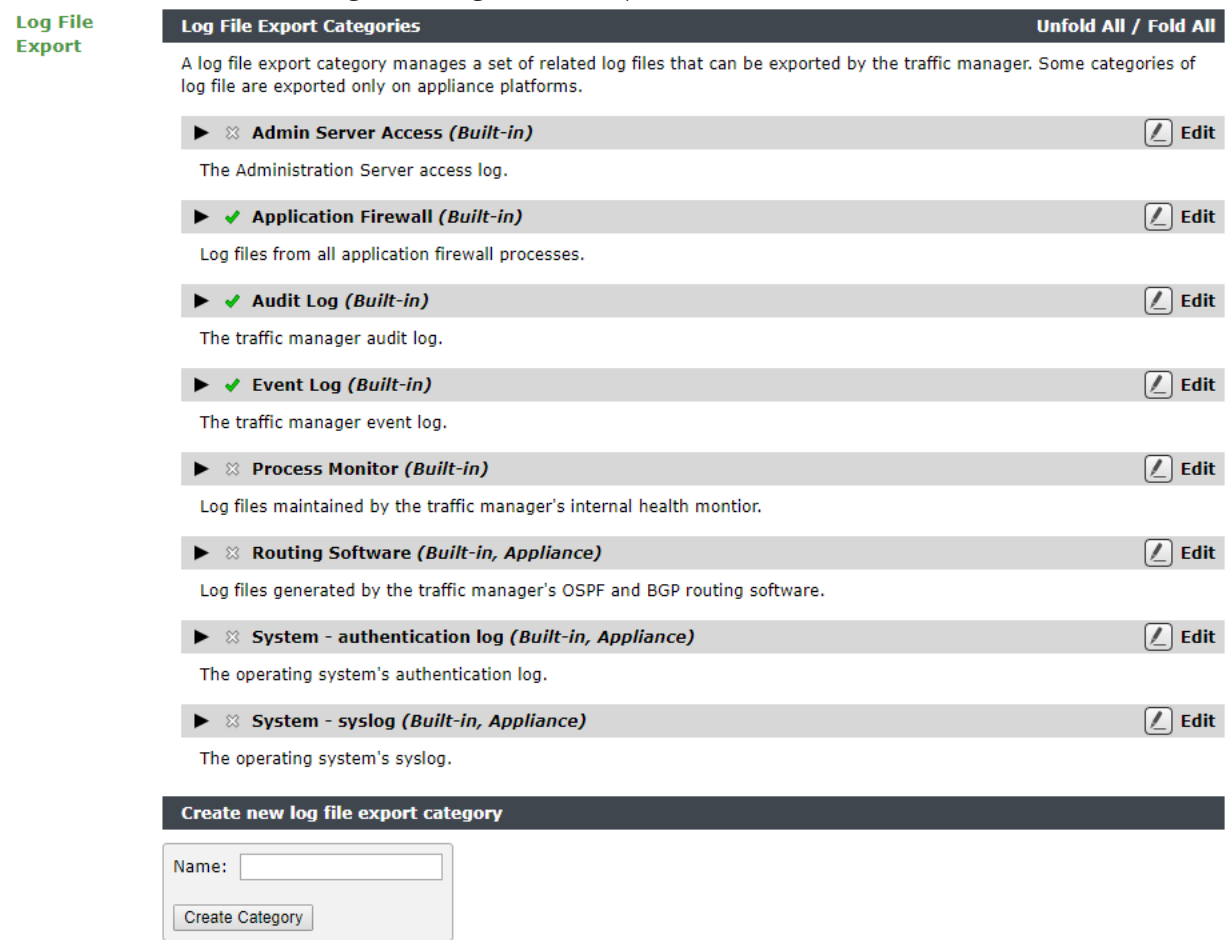 Log File
Export
Log File Export Categories Unfold All / Fold All
A log file export category manages a set of related log files that can be exported by the traffic manager. Some categories of
log file are exported only on appliance platforms.
Admin Server Access (Built-in) Edit
The Administration Server access log.
Application Firewall (Built-in) Edit
Log files from all application firewall processes.
Audit Log (Built-in) Edit
The traffic manager audit log.
Event Log (Built-in) Edit
The traffic manager event log.
Process Monitor (Built-in) Edit
Log files maintained by the traffic manager's internal health montior.
Routing Software (Built-in, Appliance) Edit
Log files generated by the traffic manager's OSPF and BGP routing software.
System - authentication log (Built-in, Appliance) Edit
The operating system's authentication log.
System - syslog (Built-in, Appliance) Edit
The operating system's syslog.
Create new log file export category
Name:
Create Category